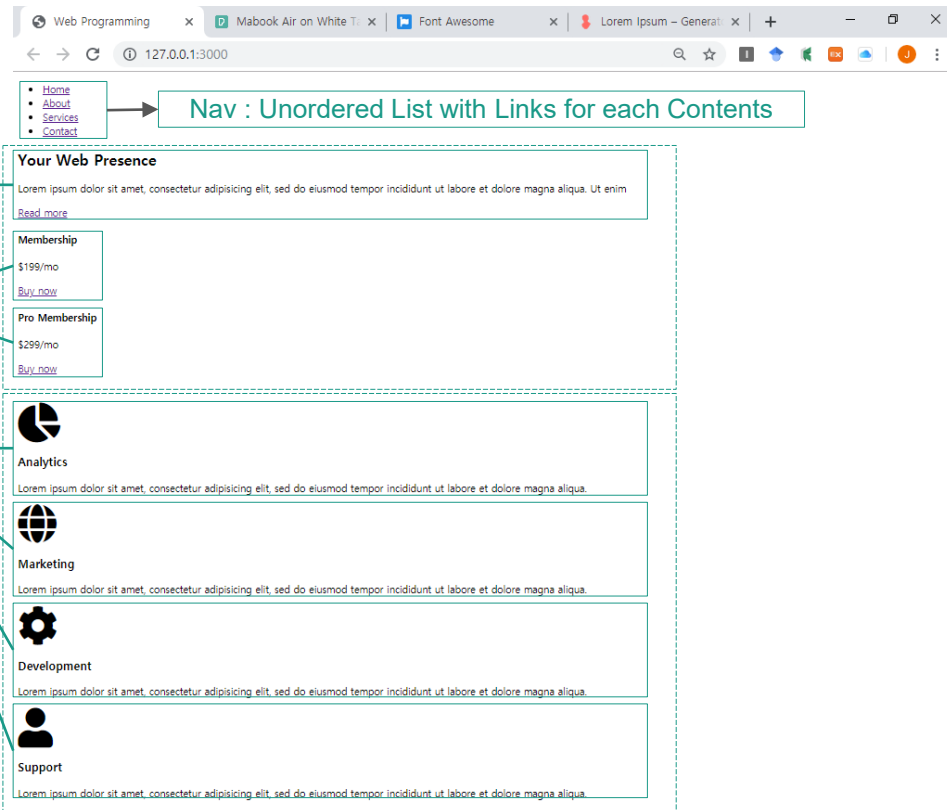 Web Programming
Mabook Air on White Ta
Font Awesome
Lorem Ipsum – Generat
127.0.0.1:3000
Home
About
Services
Contact
Nav : Unordered List with Links for each Contents
Your Web Presence
Lorem ipsum dolor sit amet, consectetur adipisicing elit, sed do eiusmod tempor incididunt ut labore et dolore magna aliqua. Ut enim
Read more
Membership
$199/mo
Buy now
Pro Membership
$299/mo
Buy now
Analytics
Lorem ipsum dolor sit amet, consectetur adipisicing elit, sed do eiusmod tempor incididunt ut labore et dolore magna aliqua.
Marketing
Lorem ipsum dolor sit amet, consectetur adipisicing elit, sed do eiusmod tempor incididunt ut labore et dolore magna aliqua.
Development
Lorem ipsum dolor sit amet, consectetur adipisicing elit, sed do eiusmod tempor incididunt ut labore et dolore magna aliqua.
Support
Lorem ipsum dolor sit amet, consectetur adipisicing elit, sed do eiusmod tempor incididunt ut labore et dolore magna aliqua.